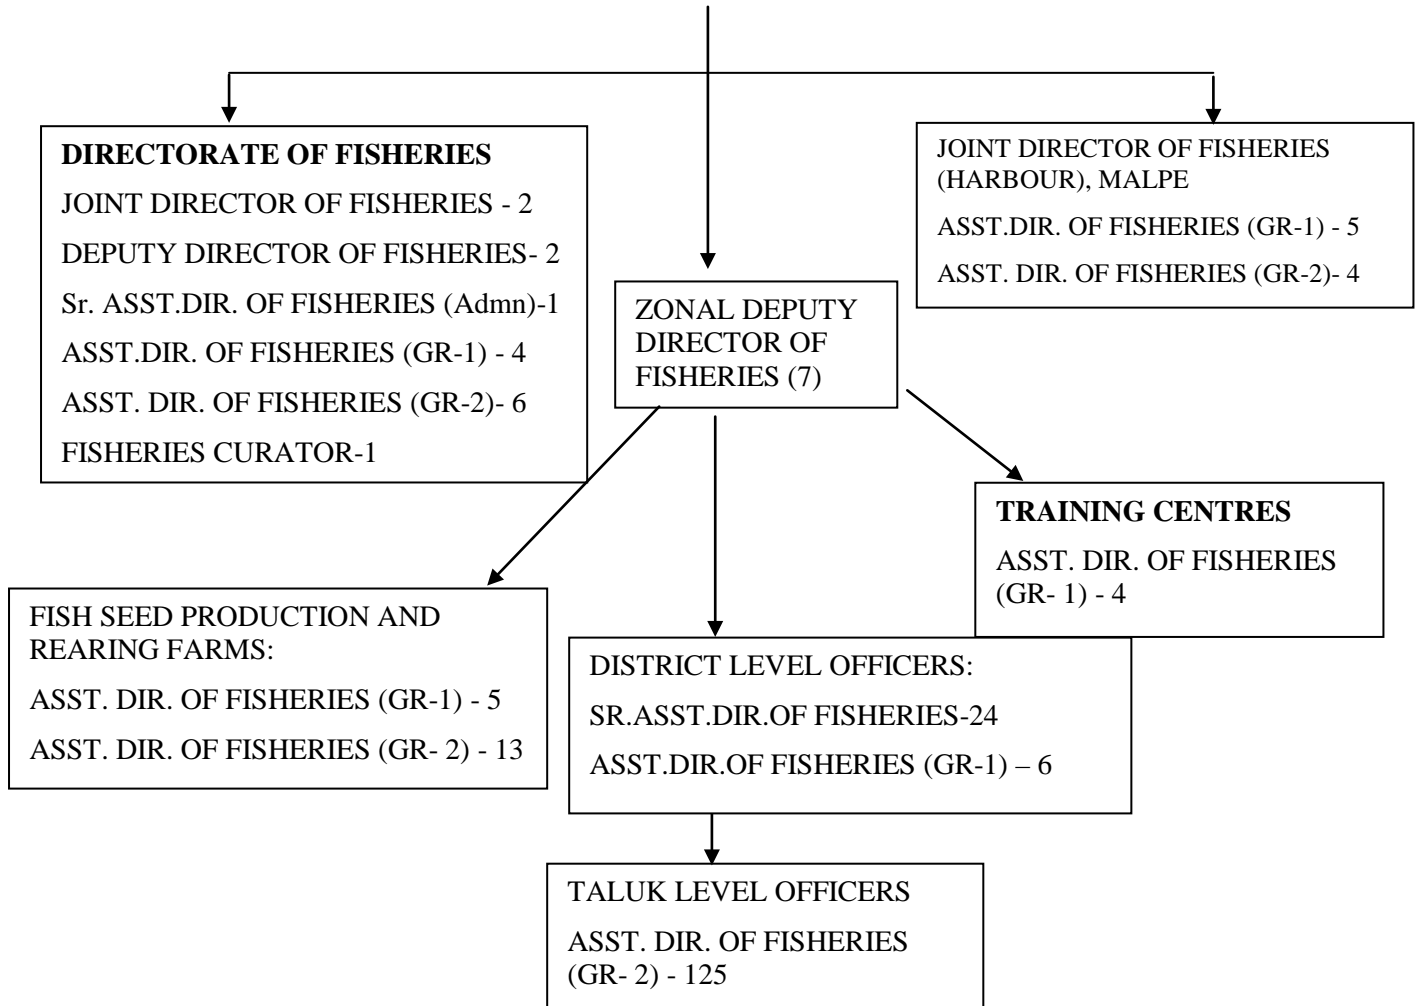 DIRECTORATE OF FISHERIES
JOINT DIRECTOR OF FISHERIES - 2
DEPUTY DIRECTOR OF FISHERIES- 2
Sr. ASST.DIR. OF FISHERIES (Admn)-1
ASST.DIR. OF FISHERIES (GR-1) - 4
ASST. DIR. OF FISHERIES (GR-2)- 6
FISHERIES CURATOR-1
JOINT DIRECTOR OF FISHERIES
(HARBOUR), MALPE
ASST.DIR. OF FISHERIES (GR-1) - 5
ASST. DIR. OF FISHERIES (GR-2)- 4
ZONAL DEPUTY
DIRECTOR OF
FISHERIES (7)
TRAINING CENTRES
ASST. DIR. OF FISHERIES
(GR- 1) - 4
FISH SEED PRODUCTION AND
REARING FARMS:
ASST. DIR. OF FISHERIES (GR-1) - 5
ASST. DIR. OF FISHERIES (GR- 2) - 13
DISTRICT LEVEL OFFICERS:
SR.ASST.DIR.OF FISHERIES-24
ASST.DIR.OF FISHERIES (GR-1) – 6
TALUK LEVEL OFFICERS
ASST. DIR. OF FISHERIES
(GR- 2) - 125